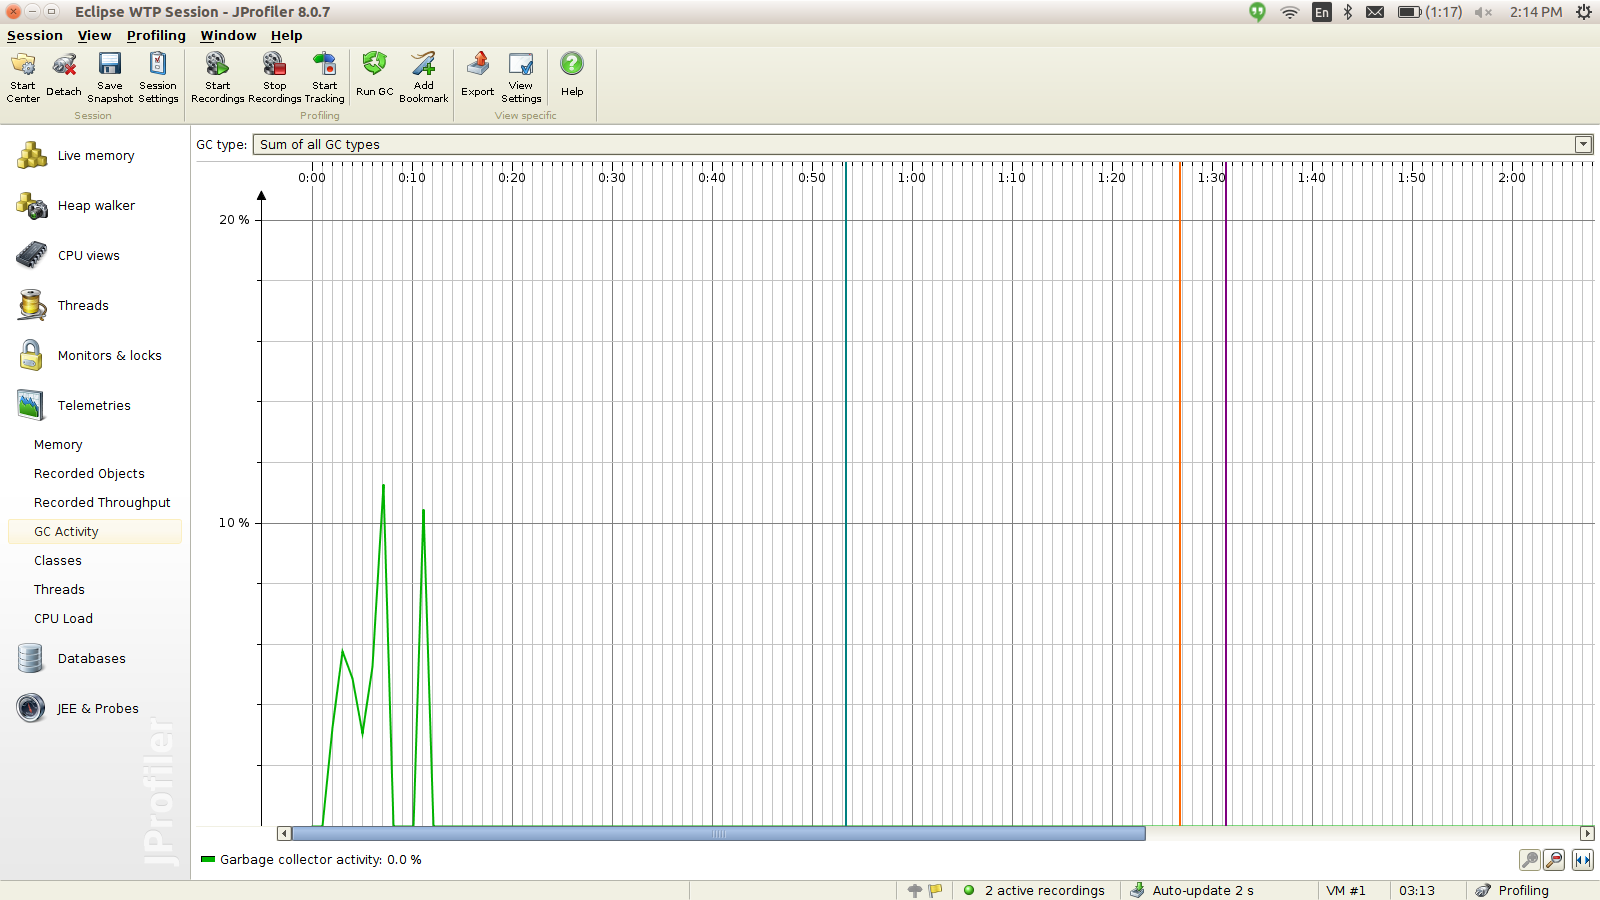 Eclipse WTP Session - JProfiler 8.0.7
En
(1:17)
2:14 PM
Session View Profiling Window Help
Start Center
Detach
Save Snapshot
Session Settings
Start Recordings
Stop Recordings
Start Tracking
Run GC
Add Bookmark
Export
View Settings
Help
Session
Profiling
View specific
Live memory
Heap walker
CPU views
Threads
Monitors & locks
Telemetries
Memory
Recorded Objects
Recorded Throughput
GC Activity
Classes
Threads
CPU Load
Databases
JEE & Probes
JProfiler
GC type: Sum of all GC types
0:00 0:10 0:20 0:30 0:40 0:50 1:00 1:10 1:20 1:30 1:40 1:50 2:00
20 %
10 %
Garbage collector activity: 0.0 %
2 active recordings
Auto-update 2 s
VM #1
03:13
Profiling